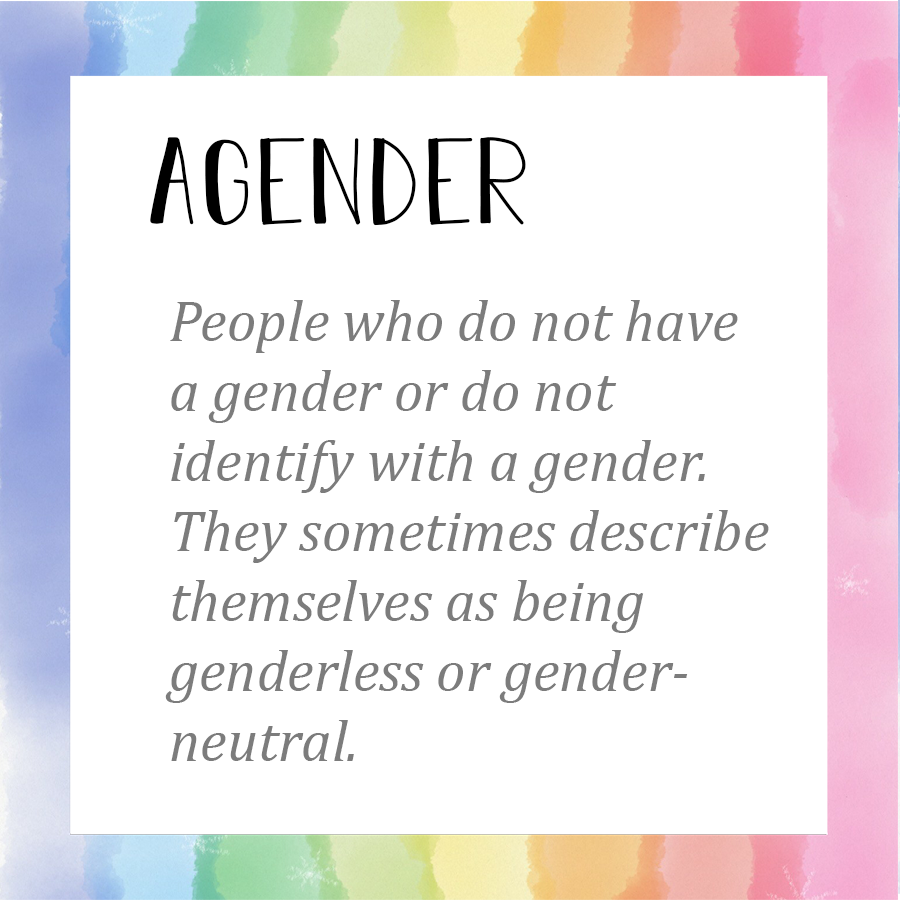 AGENDER
People who do not have
a gender or do not
identify with a gender.
They sometimes describe
themselves as being
genderless or gender-
neutral.